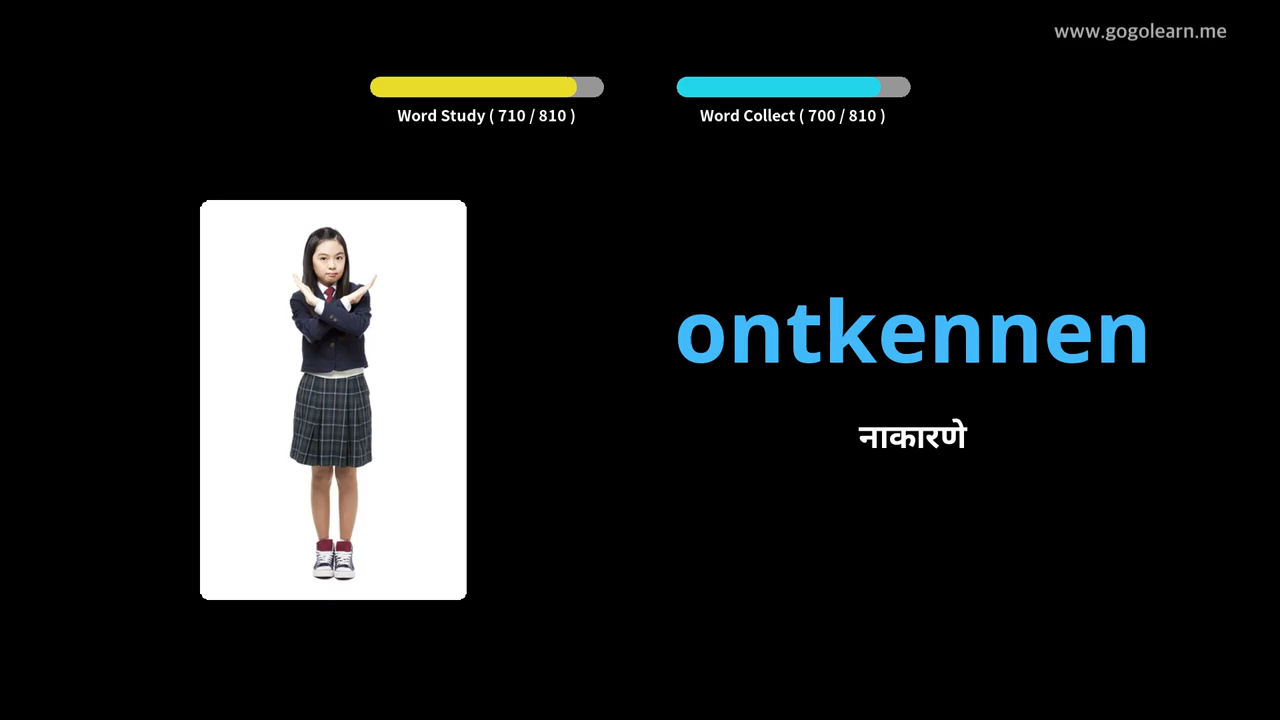 www.gogolearn.me
Word Study ( 710 / 810 )
Word Collect ( 700 / 810 )
ontkennen
नाकारणे